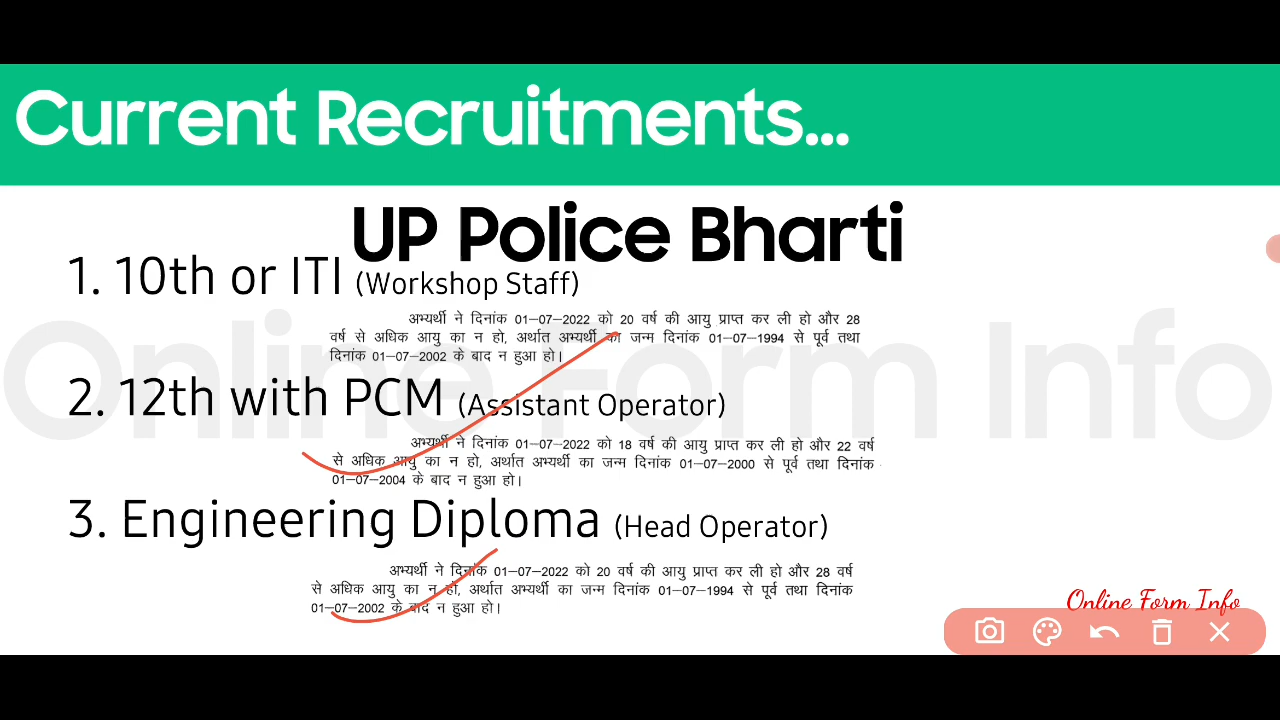 Current Recruitments...
UP Police Bharti
1. 10th or ITI (Workshop Staff)
अभ्यर्थी ने दिनांक 01–07–2022 को 20 वर्ष की आयु प्राप्त कर ली हो और 28
वर्ष से अधिक आयु का न हो, अर्थात अभ्यर्थी का जन्म दिनांक 01–07–1994 से पूर्व तथा
दिनांक 01–07–2002 के बाद न हुआ हो।
2. 12th with PCM (Assistant Operator)
अभ्यर्थी ने दिनांक 01–07–2022 को 18 वर्ष की आयु प्राप्त कर ली हो और 22 वर्ष
से अधिक आयु का न हो, अर्थात अभ्यर्थी का जन्म दिनांक 01–07–2000 से पूर्व तथा दिनांक
01–07–2004 के बाद न हुआ हो।
3. Engineering Diploma (Head Operator)
अभ्यर्थी ने दिनांक 01–07–2022 को 20 वर्ष की आयु प्राप्त कर ली हो और 28 वर्ष
से अधिक आयु का न हो, अर्थात अभ्यर्थी का जन्म दिनांक 01–07–1994 से पूर्व तथा दिनांक
01–07–2002 के बाद न हुआ हो।
Online Form Info
Online Form Info